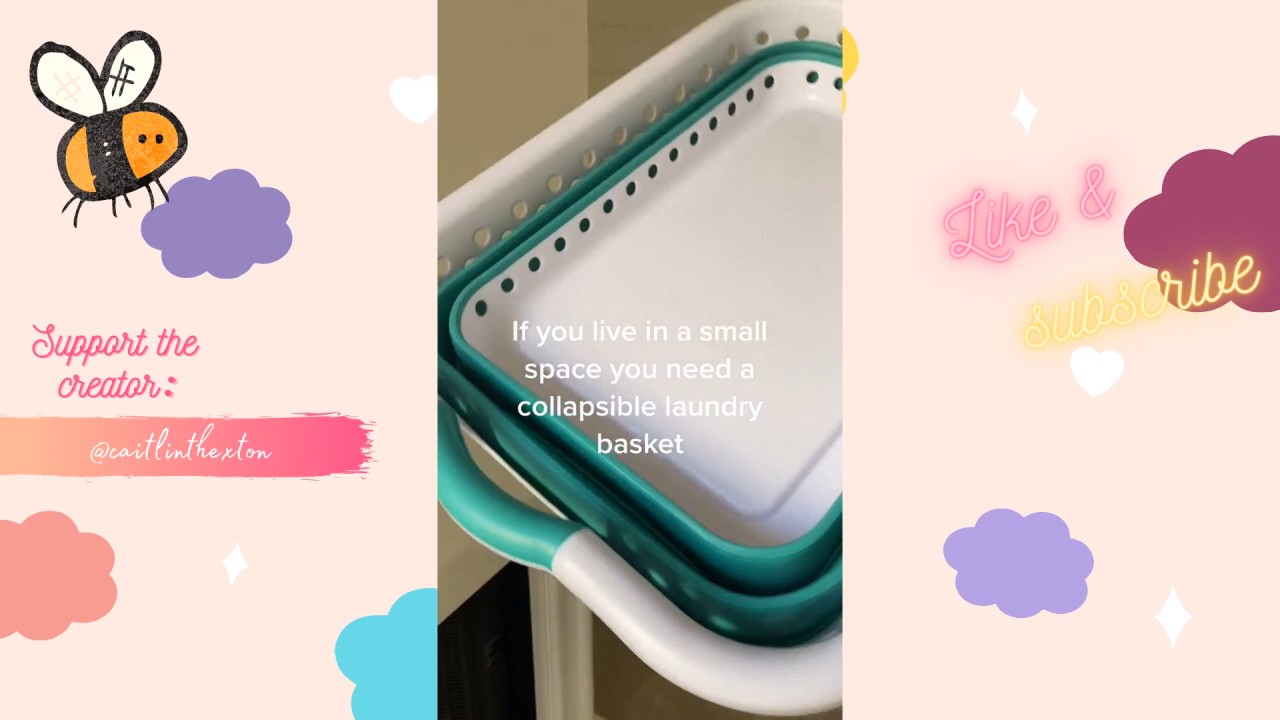 Support the
creator:
@caitlinthexton
If you live in a small
space you need a
collapsible laundry
basket
Like &
subscribe